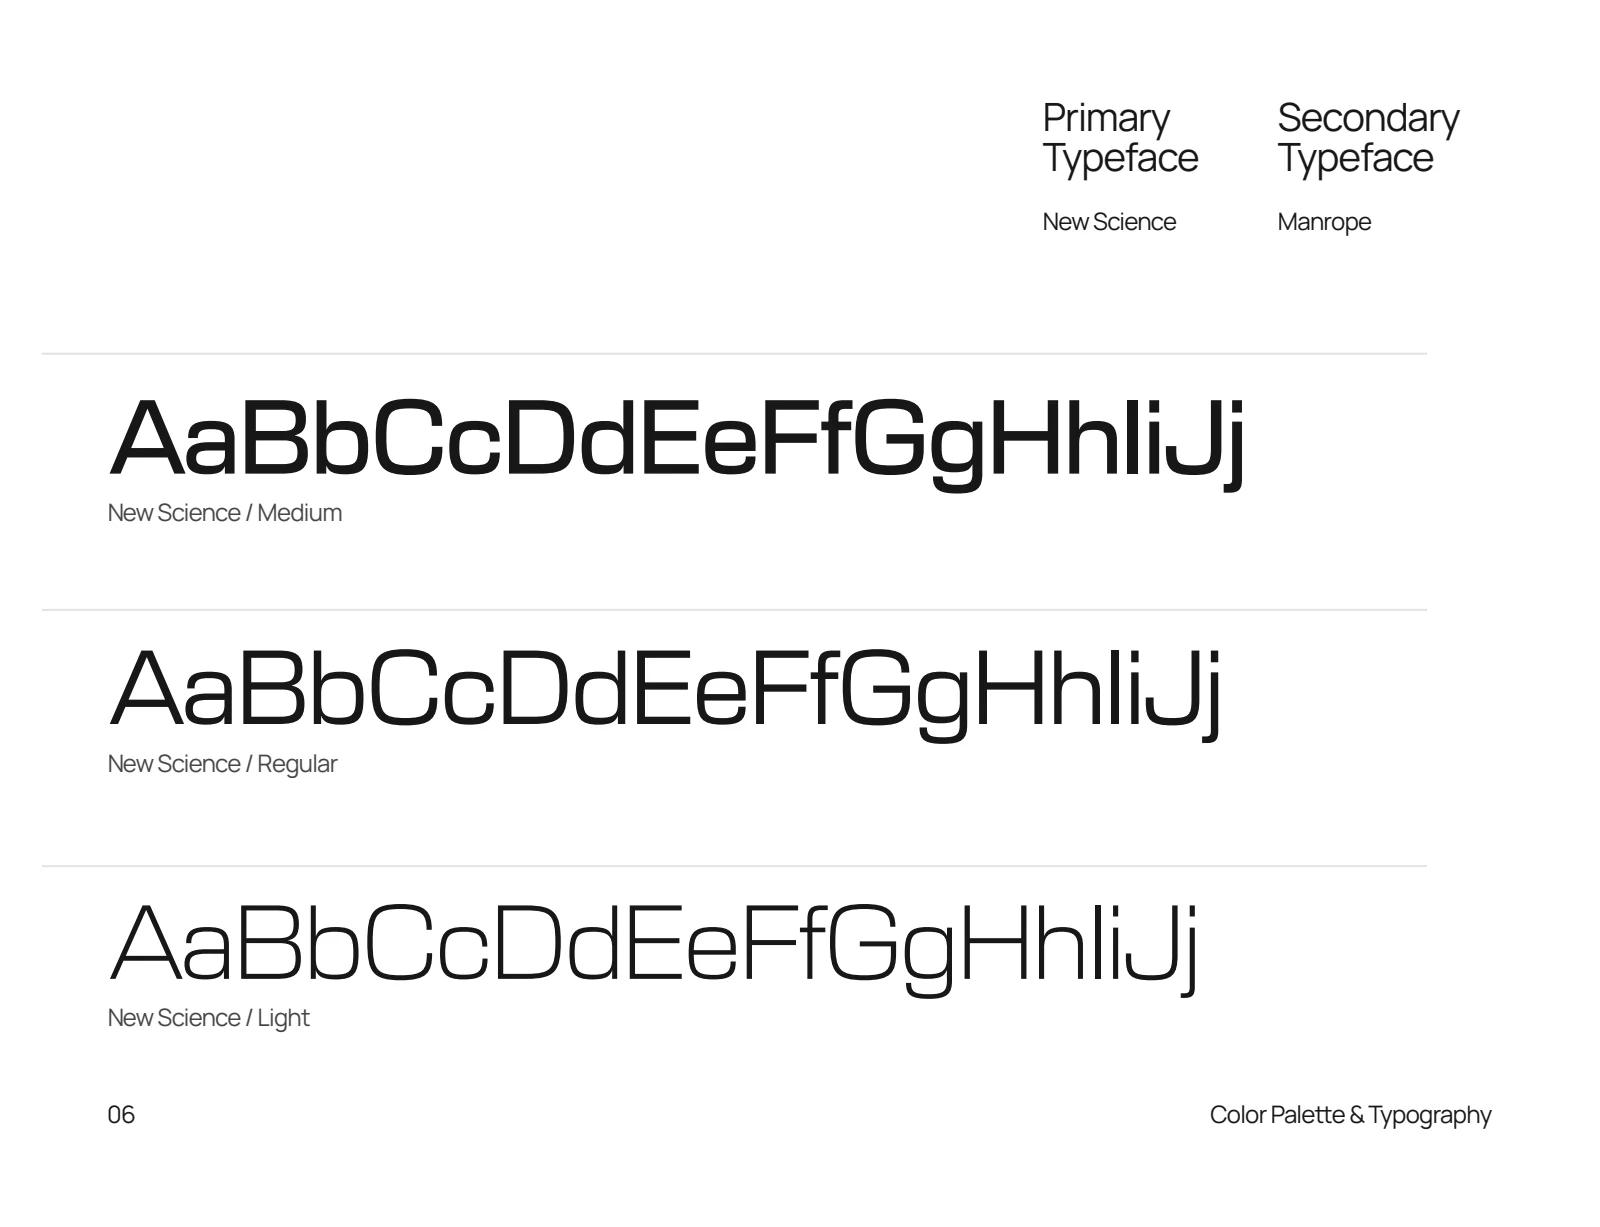 Primary
Typeface
New Science
Secondary
Typeface
Manrope
AaBbCcDdEeFfGgHhIiJj
New Science / Medium
AaBbCcDdEeFfGgHhIiJj
New Science / Regular
AaBbCcDdEeFfGgHhIiJj
New Science / Light
06
Color Palette & Typography